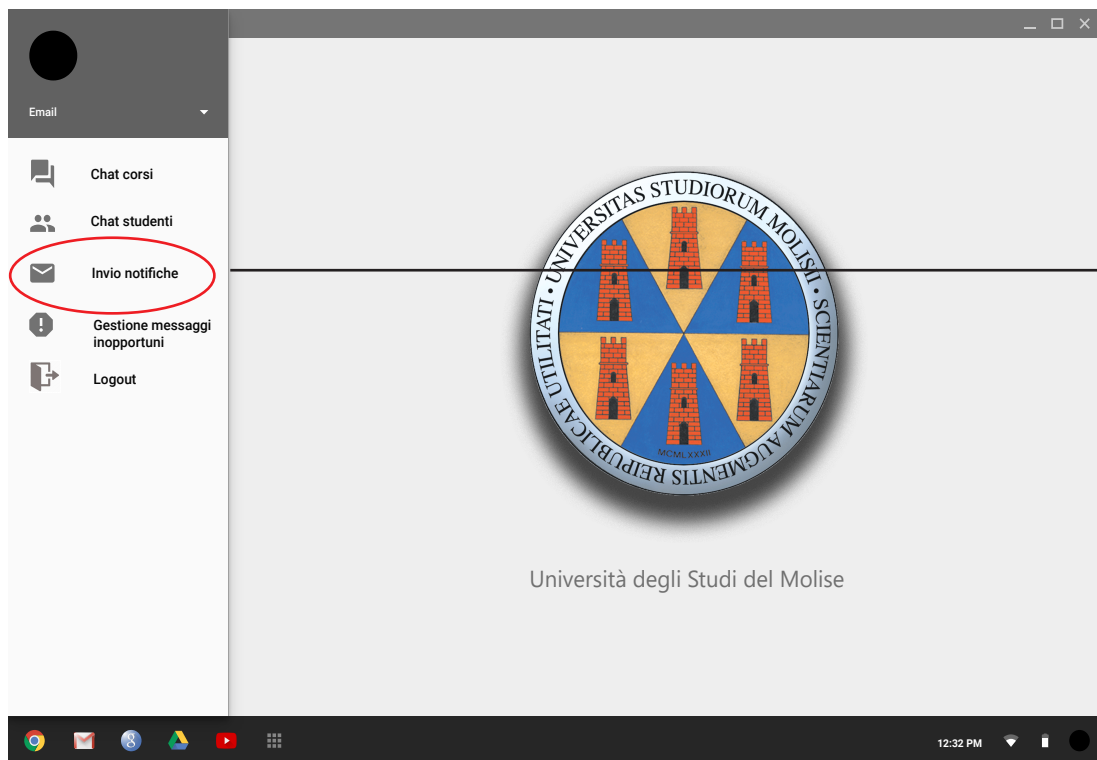 Email
Chat corsi
Chat studenti
Invio notifiche
Gestione messaggi
inopportuni
Logout
UNIVERSITAS STUDIORUM MOLISII • SCIENTIARUM AUGMENTIS REIPUBLICAE UTILITATI •
MCMLXXXII
Università degli Studi del Molise
8
12:32 PM